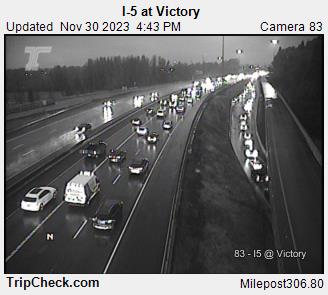 I-5 at Victory
Updated Nov 30 2023 4:43 PM Camera 83
N
83 - I5 @ Victory
TripCheck.com Milepost306.80